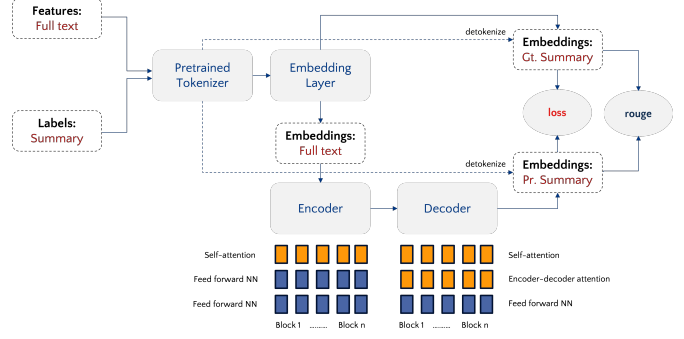 Features:
Full text
detokenize
Embeddings:
Gt. Summary
Pretrained
Tokenizer
Embedding
Layer
Labels:
Summary
loss
rouge
Embeddings:
Full text
detokenize
Embeddings:
Pr. Summary
Encoder
Decoder
Self-attention
Self-attention
Feed forward NN
Encoder-decoder attention
Feed forward NN
Feed forward NN
Block 1 ......... Block n
Block 1 ......... Block n